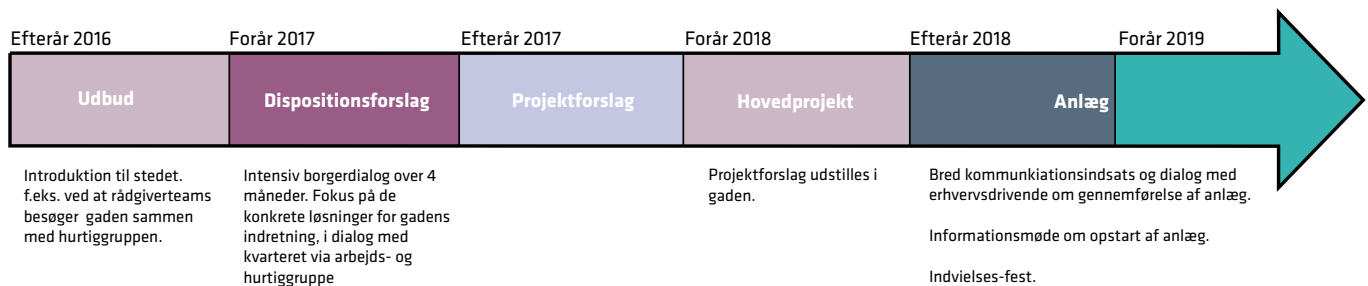 Efterår 2016
Forår 2017
Efterår 2017
Forår 2018
Efterår 2018
Forår 2019
Udbud
Dispositionsforslag
Projektforslag
Hovedprojekt
Anlæg
Introduktion til stedet.
f.eks. ved at rådgiverteams
besøger gaden sammen
med hurtiggruppen.
Intensiv borgerdialog over 4
måneder. Fokus på de
konkrete løsninger for gadens
indretning, i dialog med
kvarteret via arbejds- og
hurtiggruppe
Projektforslag udstilles i
gaden.
Bred kommunkiationsindsats og dialog med
erhvervsdrivende om gennemførelse af anlæg.
Informationsmøde om opstart af anlæg.
Indvielses-fest.